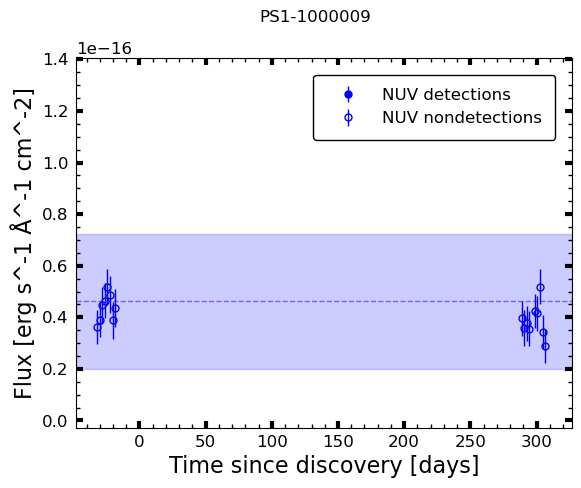 PS1-1000009
1e−16
1.4
1.2
1.0
0.8
0.6
0.4
0.2
0.0
Flux [erg s^-1 Å^-1 cm^-2]
NUV detections
NUV nondetections
0 50 100 150 200 250 300
Time since discovery [days]